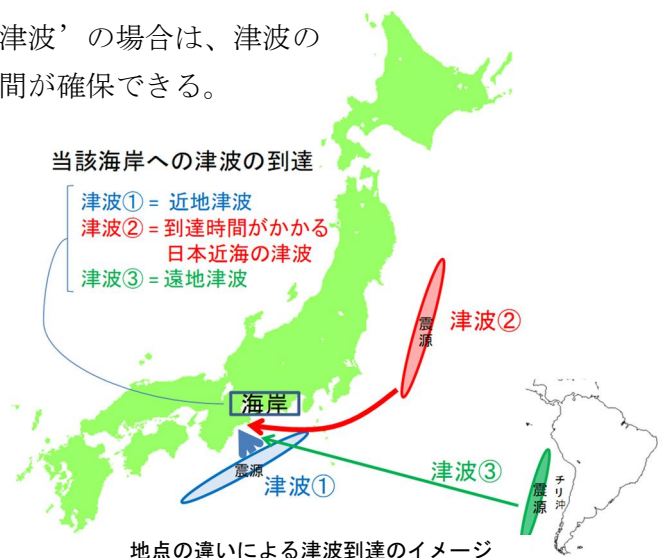 津波’の場合は、津波の
間が確保できる。
当該海岸への津波の到達
津波①= 近地津波
津波②= 到達時間がかかる
日本近海の津波
津波③= 遠地津波
震源
津波②
海岸
震源
津波①
津波③
震源
チリ沖
地点の違いによる津波到達のイメージ